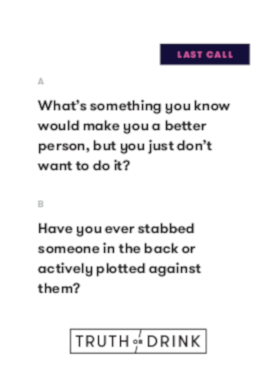 LAST CALL
A
What's something you know
would make you a better
person, but you just don't
want to do it?
B
Have you ever stabbed
someone in the back or
actively plotted against
them?
TRUTH OR DRINK